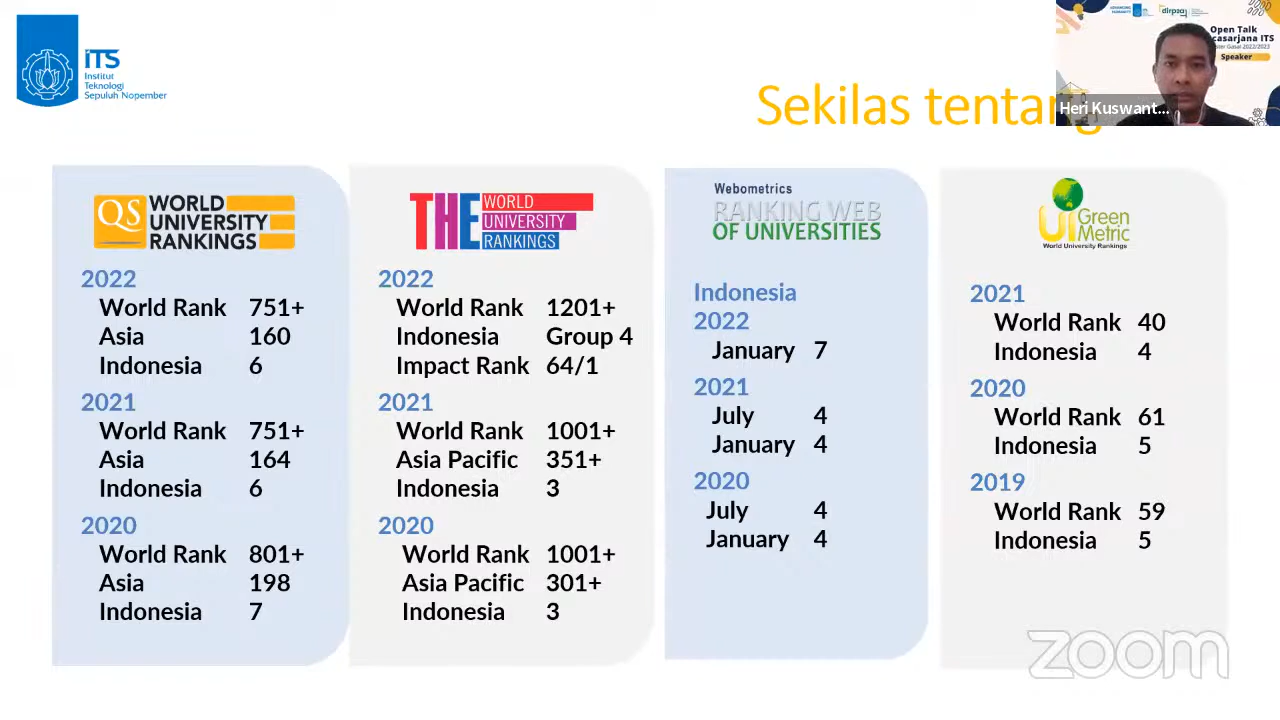 iTS
Institut
Teknologi
Sepuluh Nopember
Sekilas tentang
Open Talk
casarjana ITS
ster Gasal 2022/2023
Speaker
Heri Kuswant...
QS WORLD
UNIVERSITY
RANKINGS
2022
World Rank 751+
Asia 160
Indonesia 6
2021
World Rank 751+
Asia 164
Indonesia 6
2020
World Rank 801+
Asia 198
Indonesia 7
THE WORLD
UNIVERSITY
RANKINGS
2022
World Rank 1201+
Indonesia Group 4
Impact Rank 64/1
2021
World Rank 1001+
Asia Pacific 351+
Indonesia 3
2020
World Rank 1001+
Asia Pacific 301+
Indonesia 3
Webometrics
RANKING WEB
OF UNIVERSITIES
Indonesia
2022
January 7
2021
July 4
January 4
2020
July 4
January 4
UI Green
Metric
World University Rankings
2021
World Rank 40
Indonesia 4
2020
World Rank 61
Indonesia 5
2019
World Rank 59
Indonesia 5
zoom